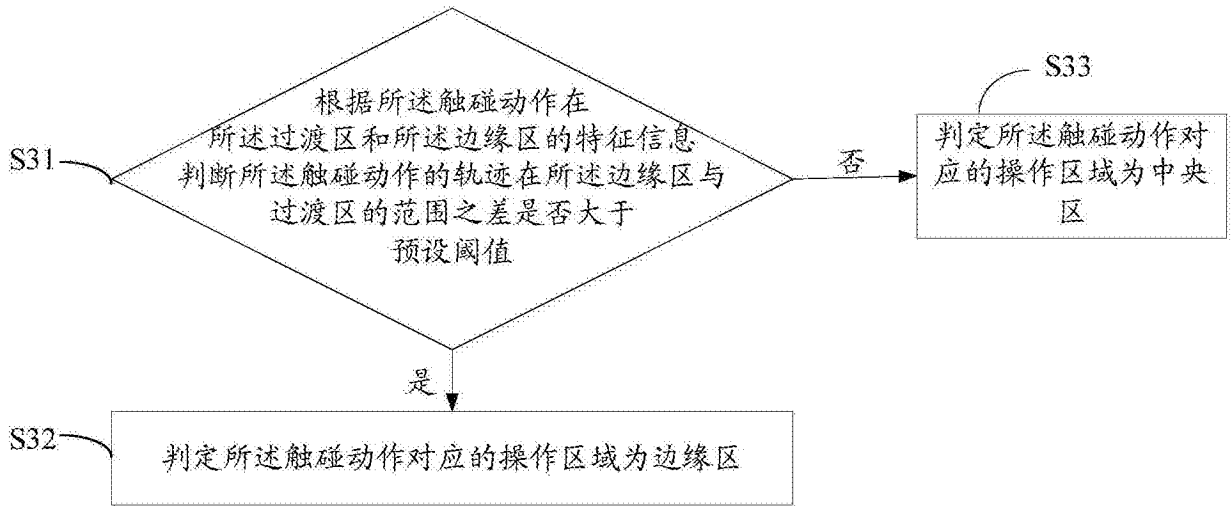 S31
根据所述触碰动作在
所述过渡区和所述边缘区的特征信息
判断所述触碰动作的轨迹在所述边缘区与
过渡区的范围之差是否大于
预设阈值
否
S33
判定所述触碰动作对
应的操作区域为中央
区
是
S32
判定所述触碰动作对应的操作区域为边缘区